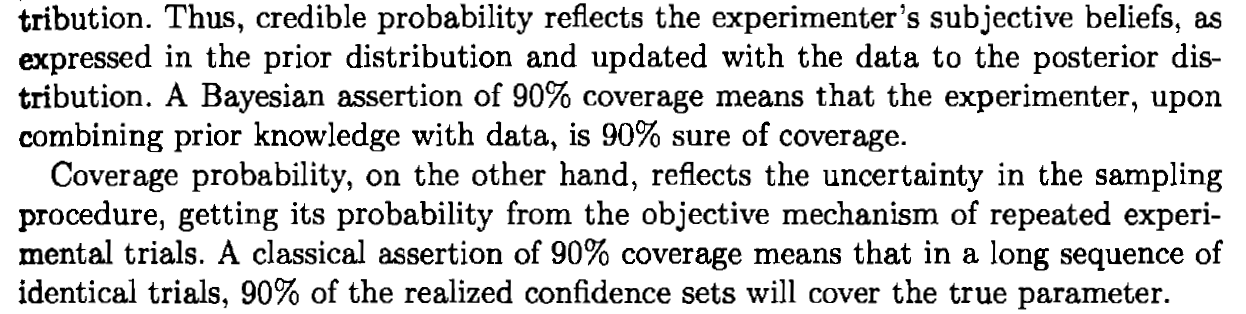 tribution. Thus, credible probability reflects the experimenter's subjective beliefs, as
expressed in the prior distribution and updated with the data to the posterior dis-
tribution. A Bayesian assertion of 90% coverage means that the experimenter, upon
combining prior knowledge with data, is 90% sure of coverage.
Coverage probability, on the other hand, reflects the uncertainty in the sampling
procedure, getting its probability from the objective mechanism of repeated experi-
mental trials. A classical assertion of 90% coverage means that in a long sequence of
identical trials, 90% of the realized confidence sets will cover the true parameter.